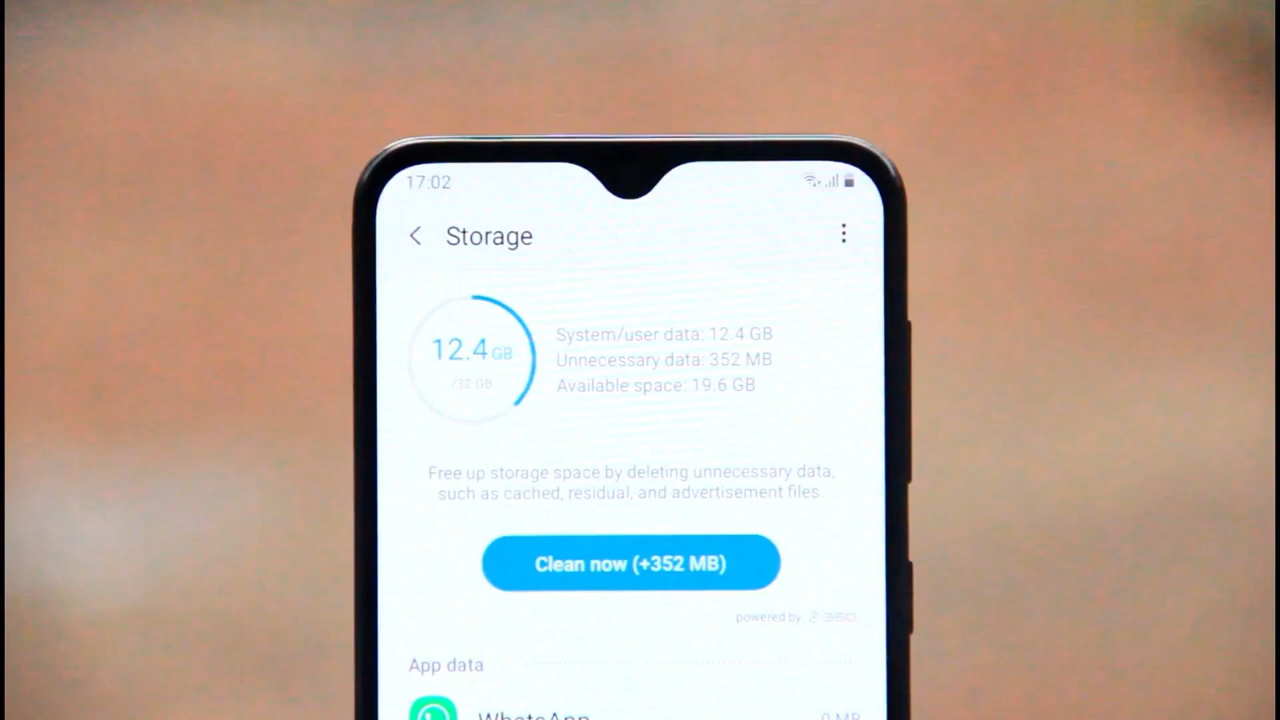 17:02
Storage
12.4 GB
/32 GB
System/user data: 12.4 GB
Unnecessary data: 352 MB
Available space: 19.6 GB
Free up storage space by deleting unnecessary data,
such as cached, residual, and advertisement files.
Clean now (+352 MB)
powered by 360
App data
WhatsApp 0 MB